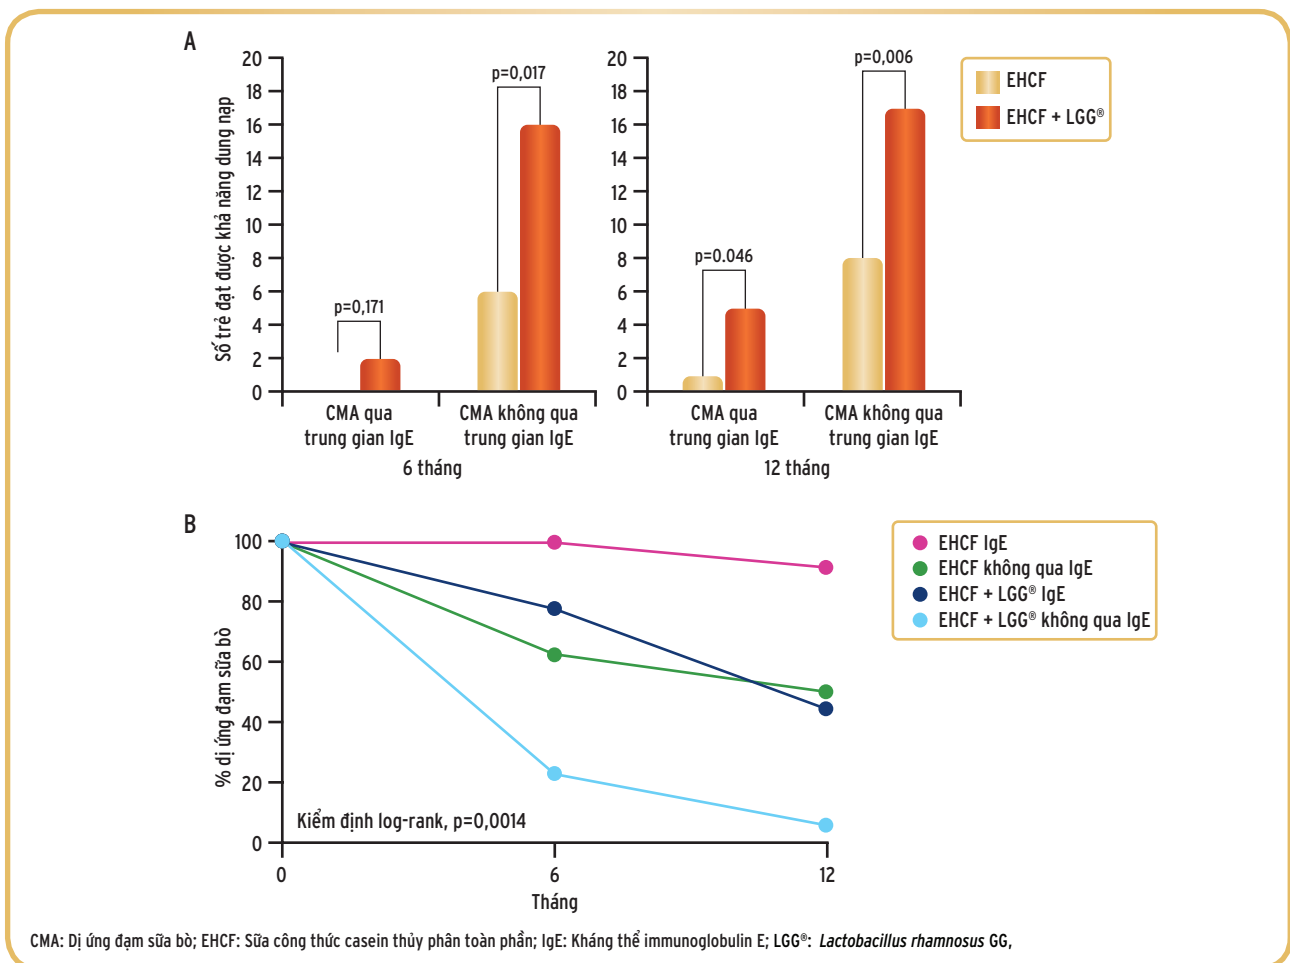 A
Số trẻ đạt được khả năng dung nạp
20
18
16
14
12
10
8
6
4
2
0
p=0,171
p=0,017
CMA qua
trung gian IgE
CMA không qua
trung gian IgE
6 tháng
20
18
16
14
12
10
8
6
4
2
0
p=0.046
p=0,006
CMA qua
trung gian IgE
CMA không qua
trung gian IgE
12 tháng
EHCF
EHCF + LGG®
B
% dị ứng đạm sữa bò
100
80
60
40
20
0
Kiểm định log-rank, p=0,0014
0
6
12
Tháng
EHCF IgE
EHCF không qua IgE
EHCF + LGG® IgE
EHCF + LGG® không qua IgE
CMA: Dị ứng đạm sữa bò; EHCF: Sữa công thức casein thủy phân toàn phần; IgE: Kháng thể immunoglobulin E; LGG®: Lactobacillus rhamnosus GG,